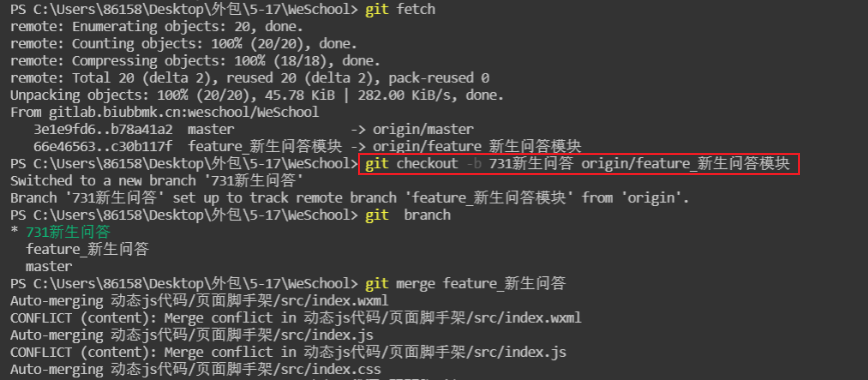 PS C:\Users\86158\Desktop\外包\5-17\WeSchool> git fetch
remote: Enumerating objects: 20, done.
remote: Counting objects: 100% (20/20), done.
remote: Compressing objects: 100% (18/18), done.
remote: Total 20 (delta 2), reused 20 (delta 2), pack-reused 0
Unpacking objects: 100% (20/20), 45.78 KiB | 282.00 KiB/s, done.
From gitlab.biubbmk.cn:weschool/WeSchool
   3e1e9fd6..b78a41a2  master               -> origin/master
   66e46563..c30b117f  feature_新生问答模块 -> origin/feature_新生问答模块
PS C:\Users\86158\Desktop\外包\5-17\WeSchool> git checkout -b 731新生问答 origin/feature_新生问答模块
Switched to a new branch '731新生问答'
Branch '731新生问答' set up to track remote branch 'feature_新生问答模块' from 'origin'.
PS C:\Users\86158\Desktop\外包\5-17\WeSchool> git  branch
* 731新生问答
  feature_新生问答
  master
PS C:\Users\86158\Desktop\外包\5-17\WeSchool> git merge feature_新生问答
Auto-merging 动态js代码/页面脚手架/src/index.wxml
CONFLICT (content): Merge conflict in 动态js代码/页面脚手架/src/index.wxml
Auto-merging 动态js代码/页面脚手架/src/index.js
CONFLICT (content): Merge conflict in 动态js代码/页面脚手架/src/index.js
Auto-merging 动态js代码/页面脚手架/src/index.css